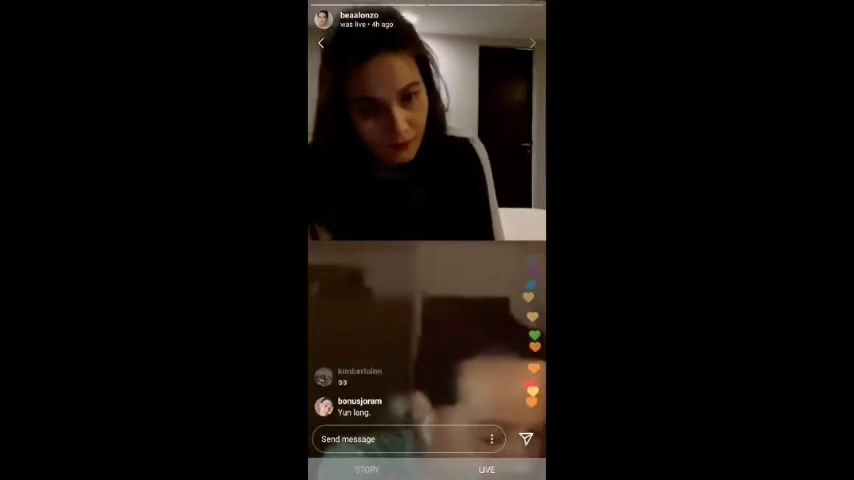 beaalonzo
was live • 4h ago
kimberloinn
bonusjoram
Yun lang.
Send message
STORY
LIVE